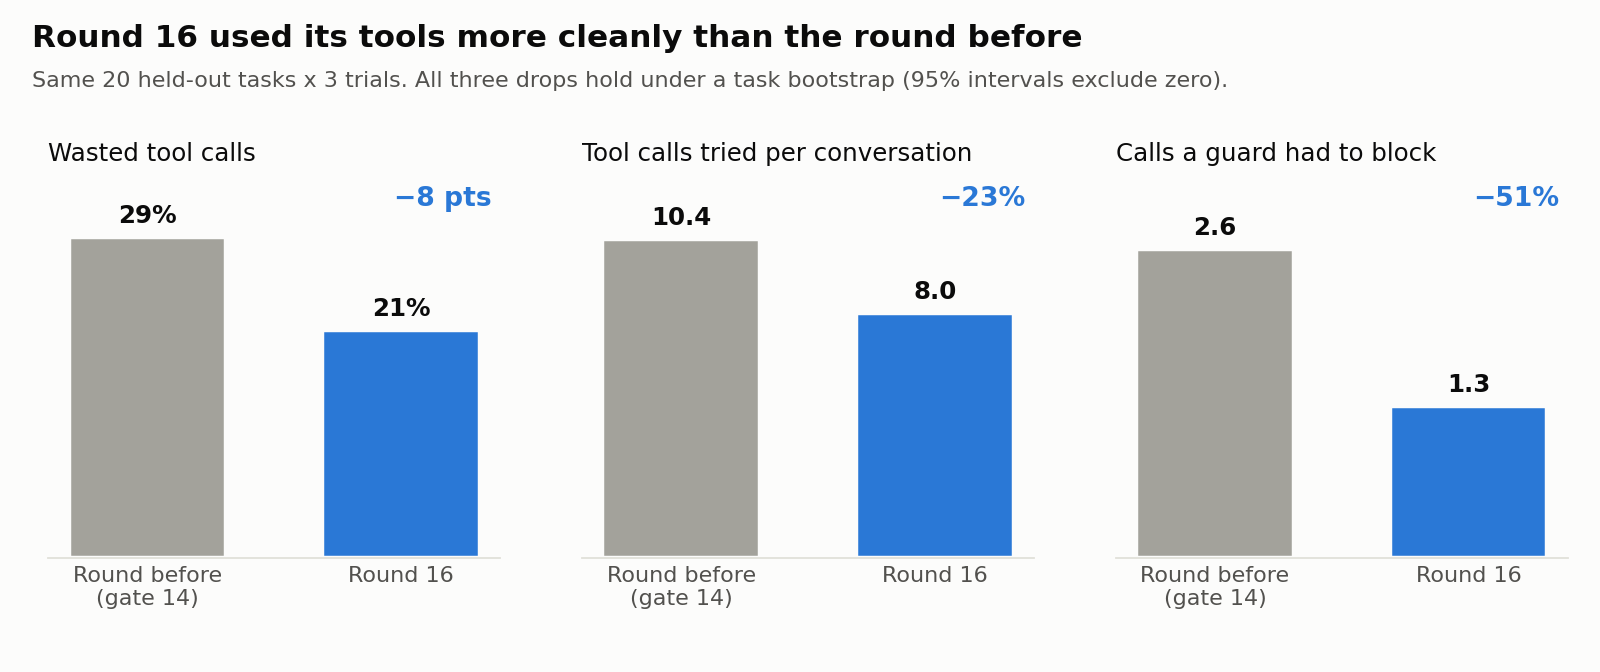 Round 16 used its tools more cleanly than the round before
Same 20 held-out tasks x 3 trials. All three drops hold under a task bootstrap (95% intervals exclude zero).
Wasted tool calls
−8 pts
29%
21%
Round before
(gate 14)
Round 16
Tool calls tried per conversation
−23%
10.4
8.0
Round before
(gate 14)
Round 16
Calls a guard had to block
−51%
2.6
1.3
Round before
(gate 14)
Round 16